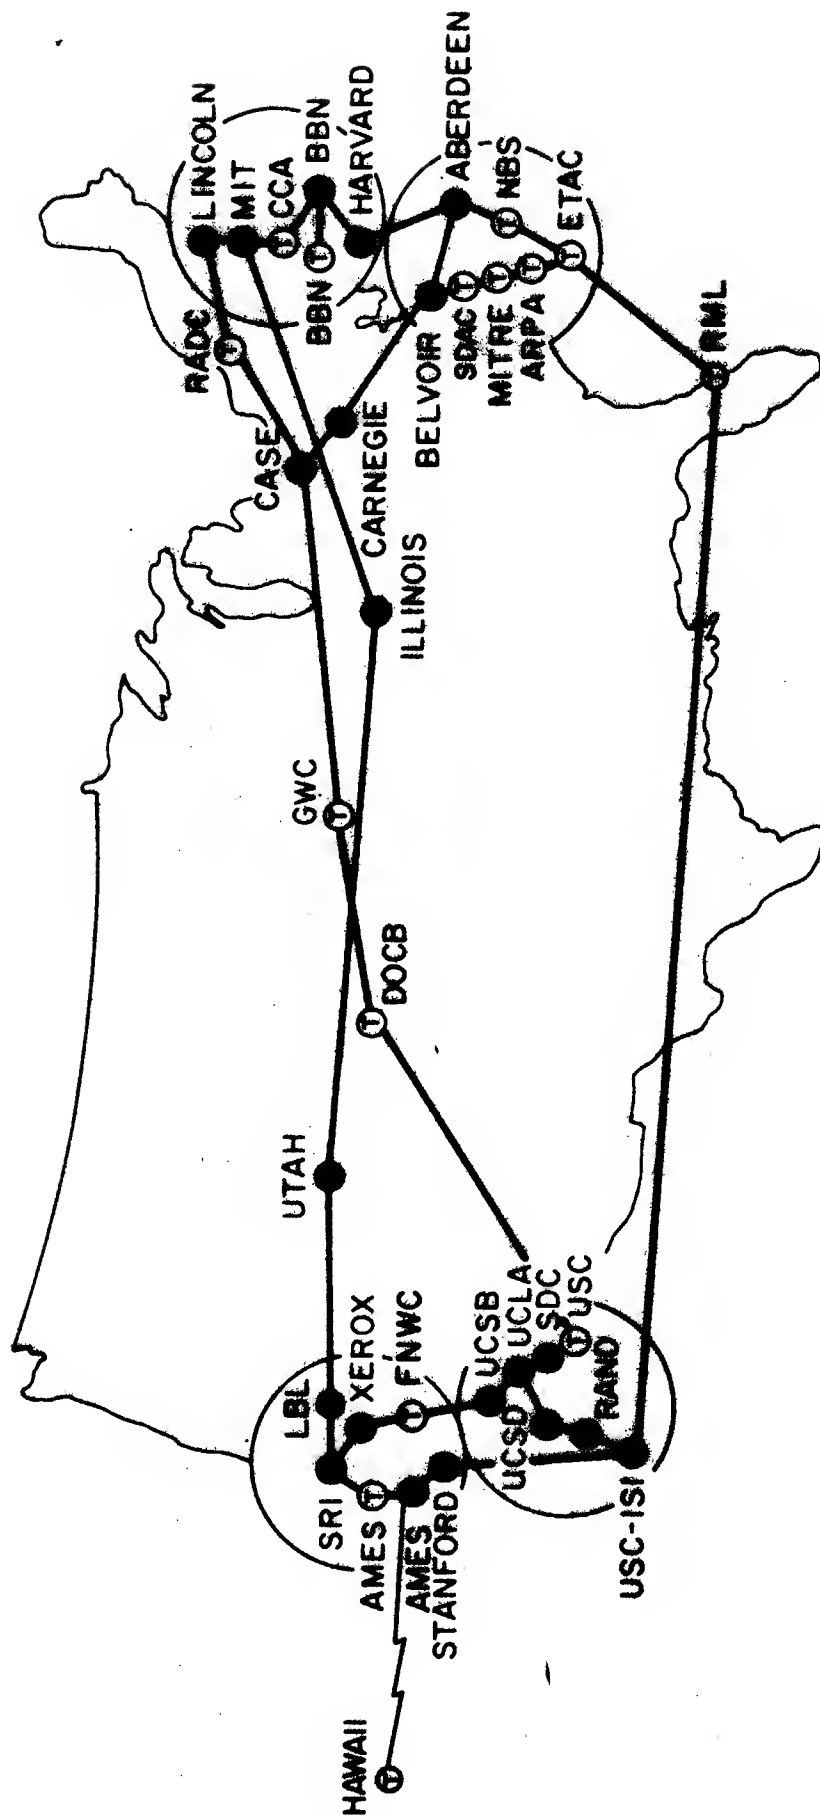 HAWAII
T
SRI
AMES
T
AMES
STANFORD
LBL
XEROX
FNWC
T
UCSB
UCLA
SDC
USC
T
UCSD
RAND
USC-ISI
UTAH
DOCB
T
GWC
T
ILLINOIS
CASE
CARNEGIE
RADC
T
LINCOLN
MIT
CCA
T
BBN
BBN
T
HARVARD
ABERDEEN
BELVOIR
SDAC
T
MITRE
T
ARPA
T
NBS
T
ETAC
T
RML
T